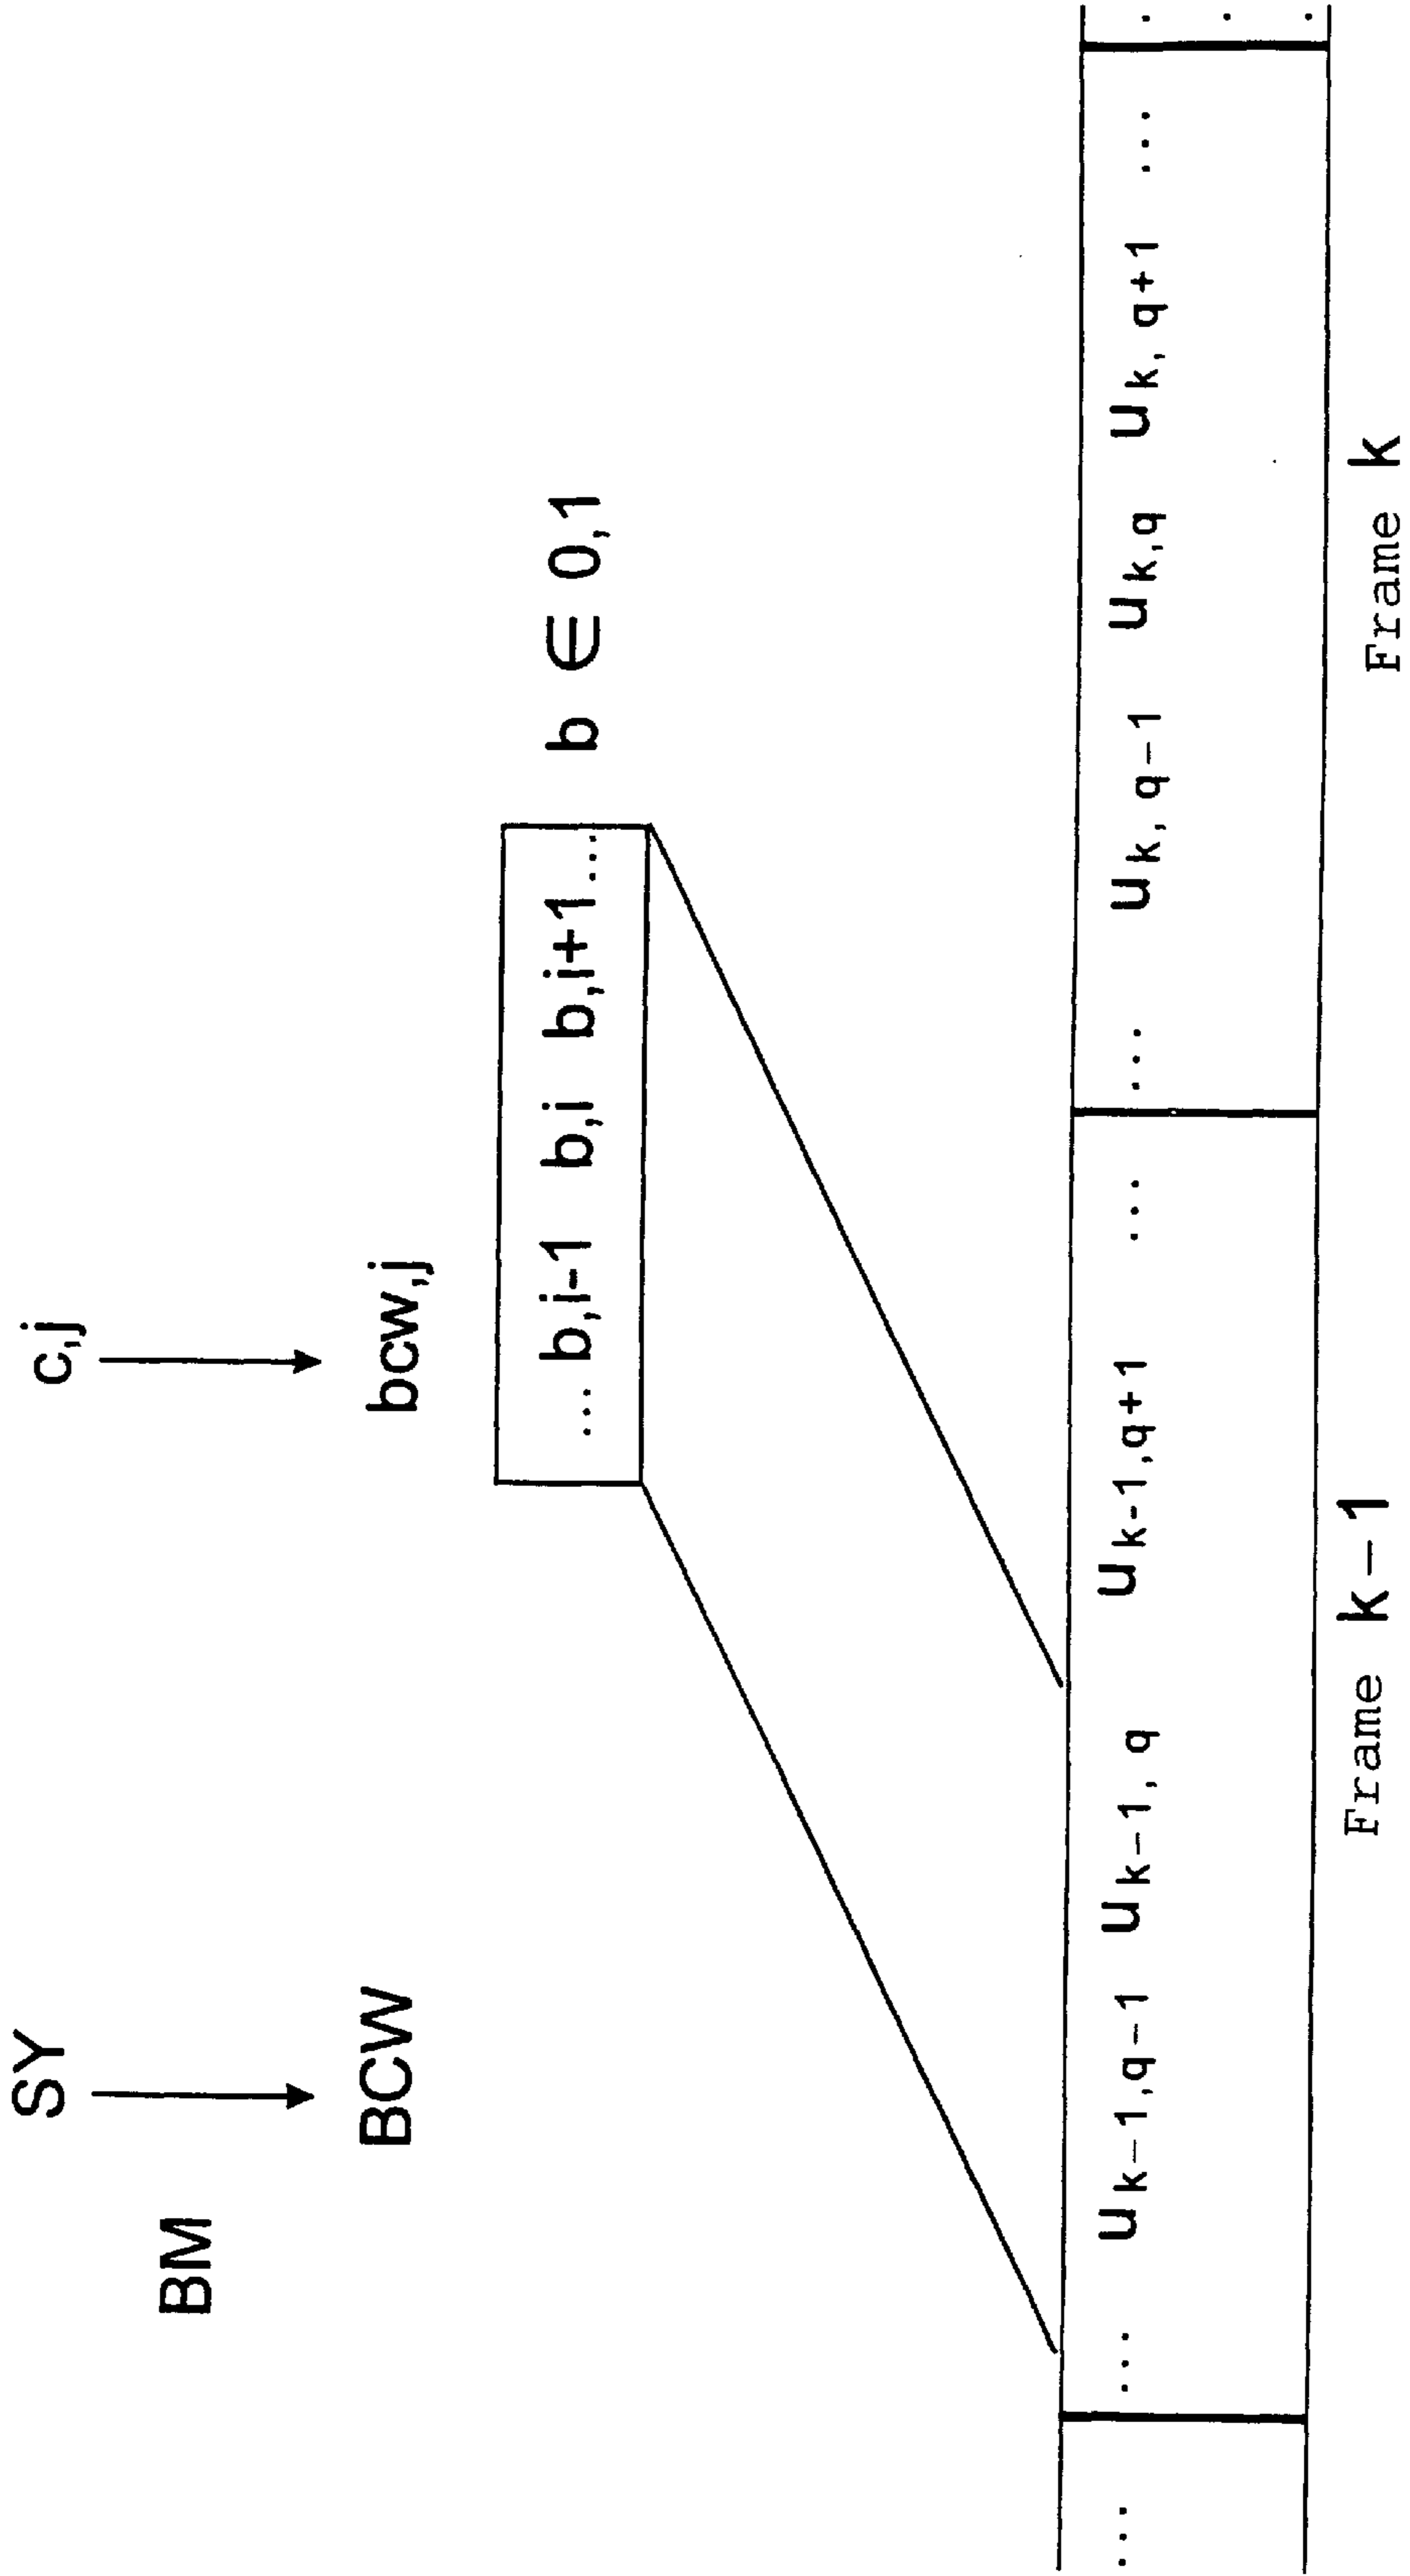 SY c,j
BM
BCW bcw,j
... b,i-1 b,i b,i+1... b ∈ 0,1
... ... u k-1,q-1 u k-1,q u k-1,q+1 ... ... u k,q-1 u k,q u k,q+1 ... ...
Frame k-1 Frame k